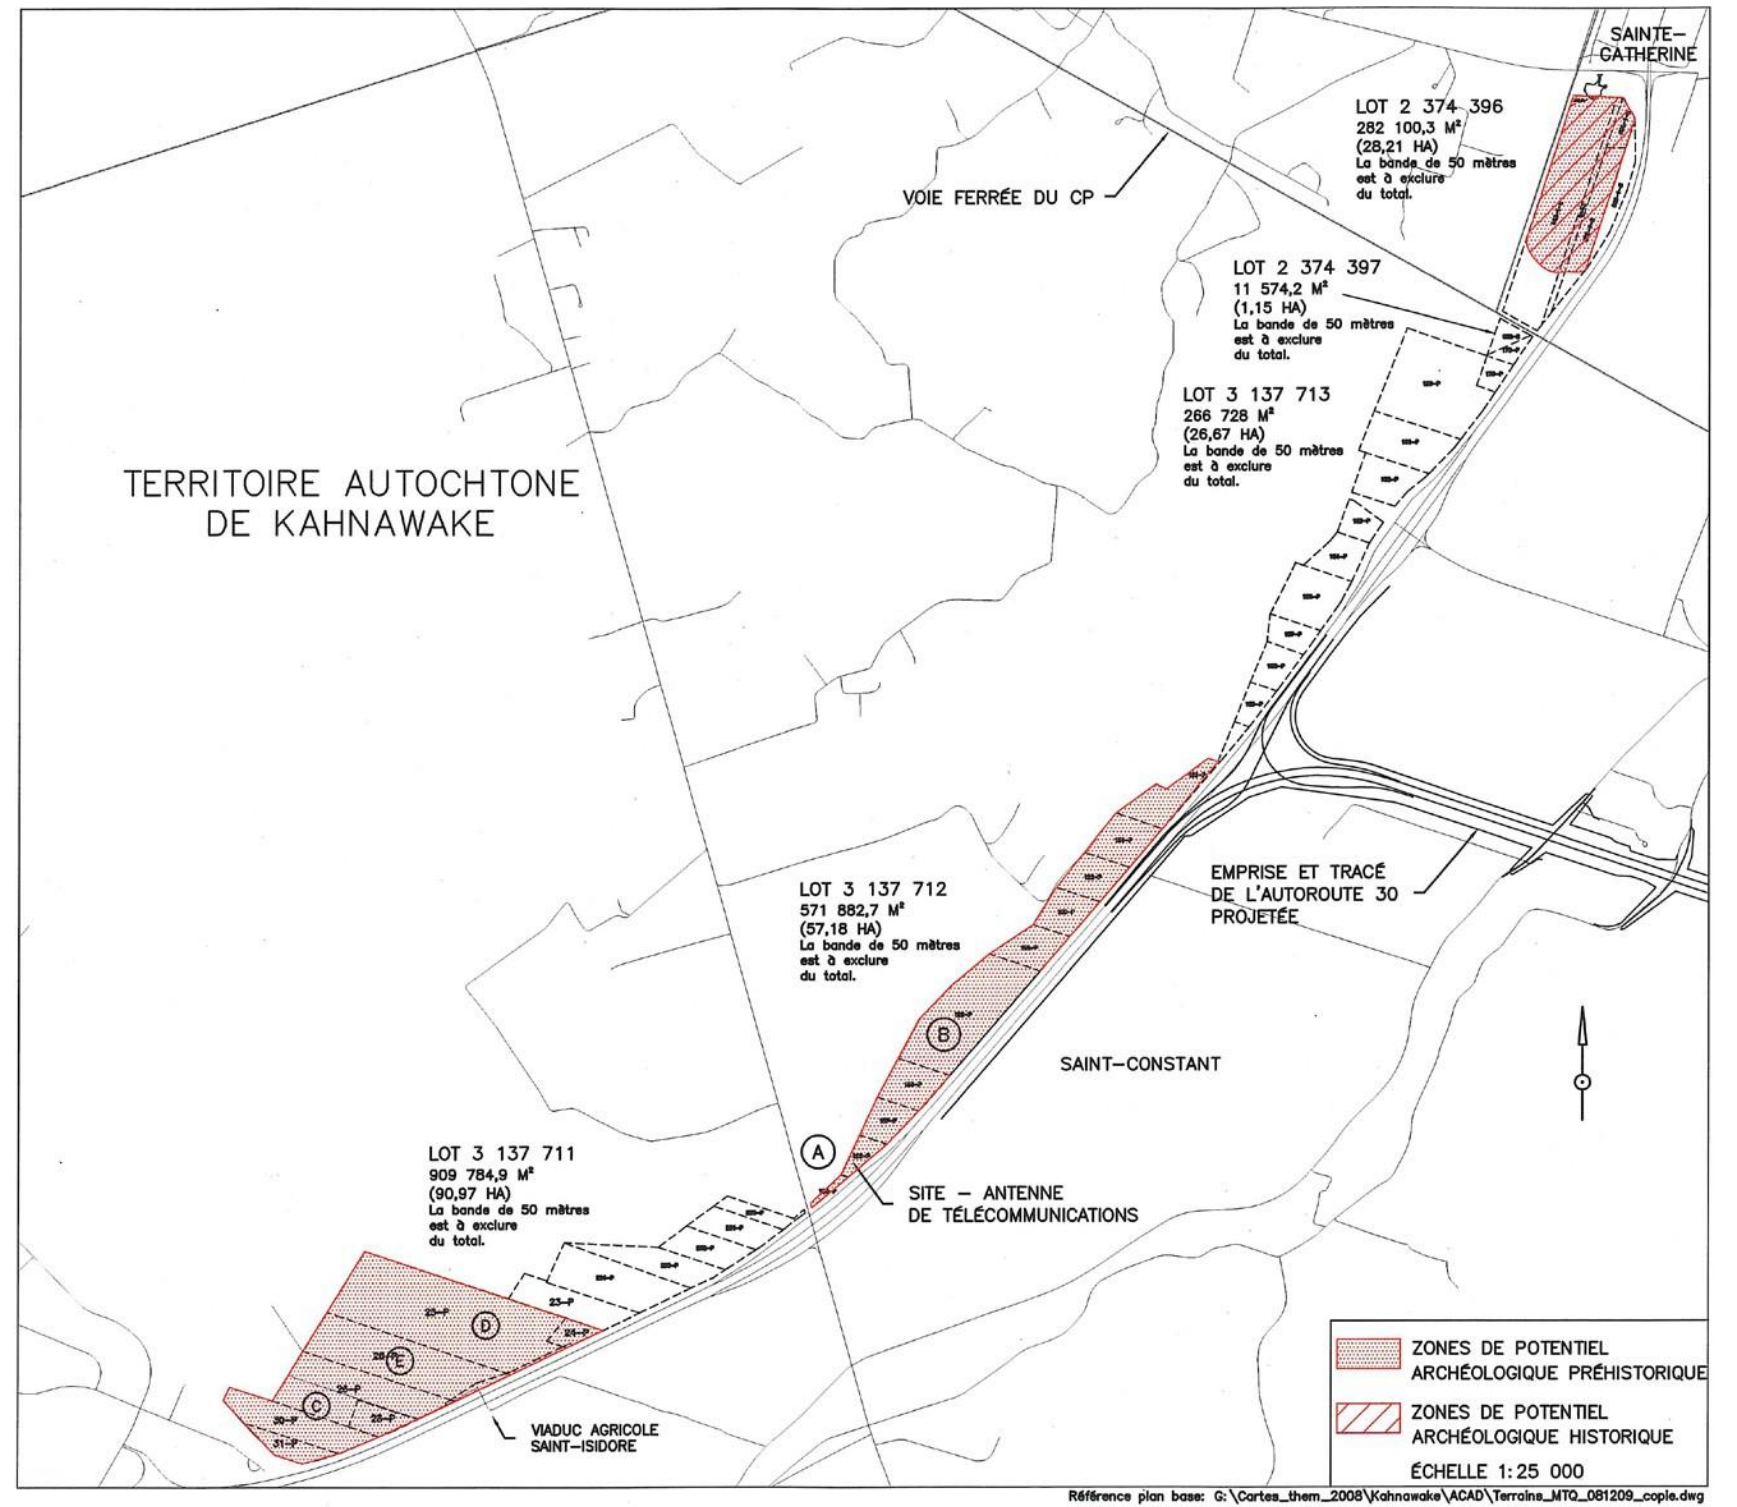 SAINTE-
CATHERINE
LOT 2 374 396
282 100,3 M²
(28,21 HA)
La bande de 50 mètres
est à exclure
du total.
VOIE FERRÉE DU CP
LOT 2 374 397
11 574,2 M²
(1,15 HA)
La bande de 50 mètres
est à exclure
du total.
LOT 3 137 713
266 728 M²
(26,67 HA)
La bande de 50 mètres
est à exclure
du total.
TERRITOIRE AUTOCHTONE
DE KAHNAWAKE
EMPRISE ET TRACÉ
DE L'AUTOROUTE 30
PROJETÉE
LOT 3 137 712
571 882,7 M²
(57,18 HA)
La bande de 50 mètres
est à exclure
du total.
B
SAINT-CONSTANT
A
LOT 3 137 711
909 784,9 M²
(90,97 HA)
La bande de 50 mètres
est à exclure
du total.
SITE - ANTENNE
DE TÉLÉCOMMUNICATIONS
23-P
25-P
D
24-P
E
C
30-P
31-P
VIADUC AGRICOLE
SAINT-ISIDORE
ZONES DE POTENTIEL
ARCHÉOLOGIQUE PRÉHISTORIQUE
ZONES DE POTENTIEL
ARCHÉOLOGIQUE HISTORIQUE
ÉCHELLE 1:25 000
Référence plan base: G:\Cartes_them_2008\Kahnawake\ACAD\Terrains_MTQ_081209_copie.dwg